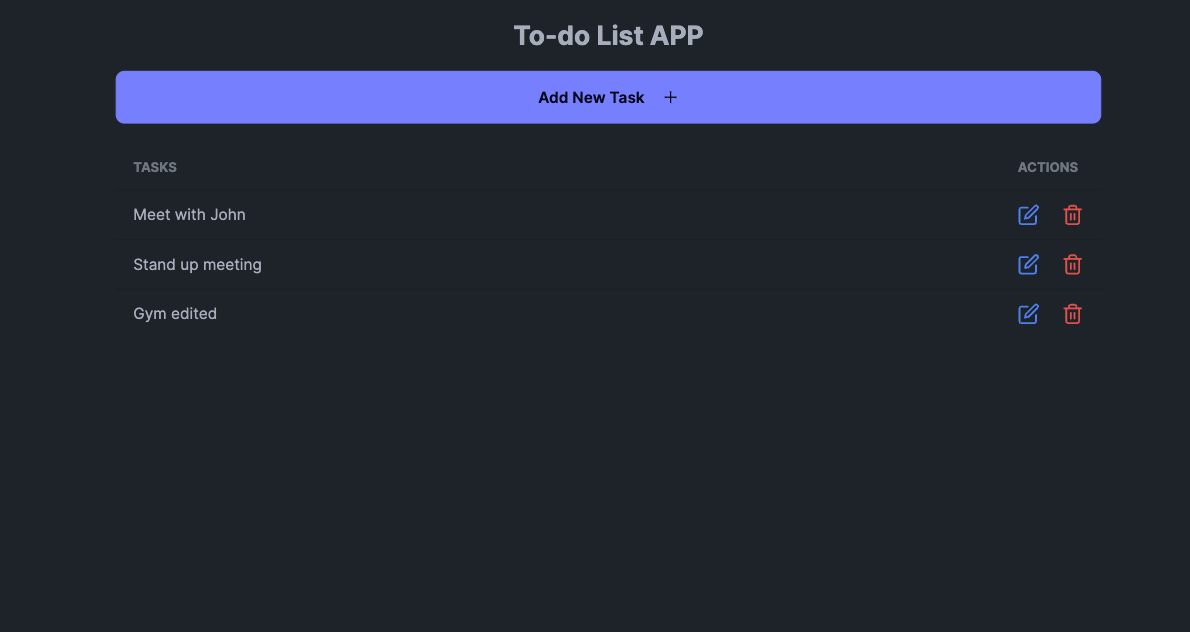 To-do List APP
Add New Task +
TASKS ACTIONS
Meet with John
Stand up meeting
Gym edited